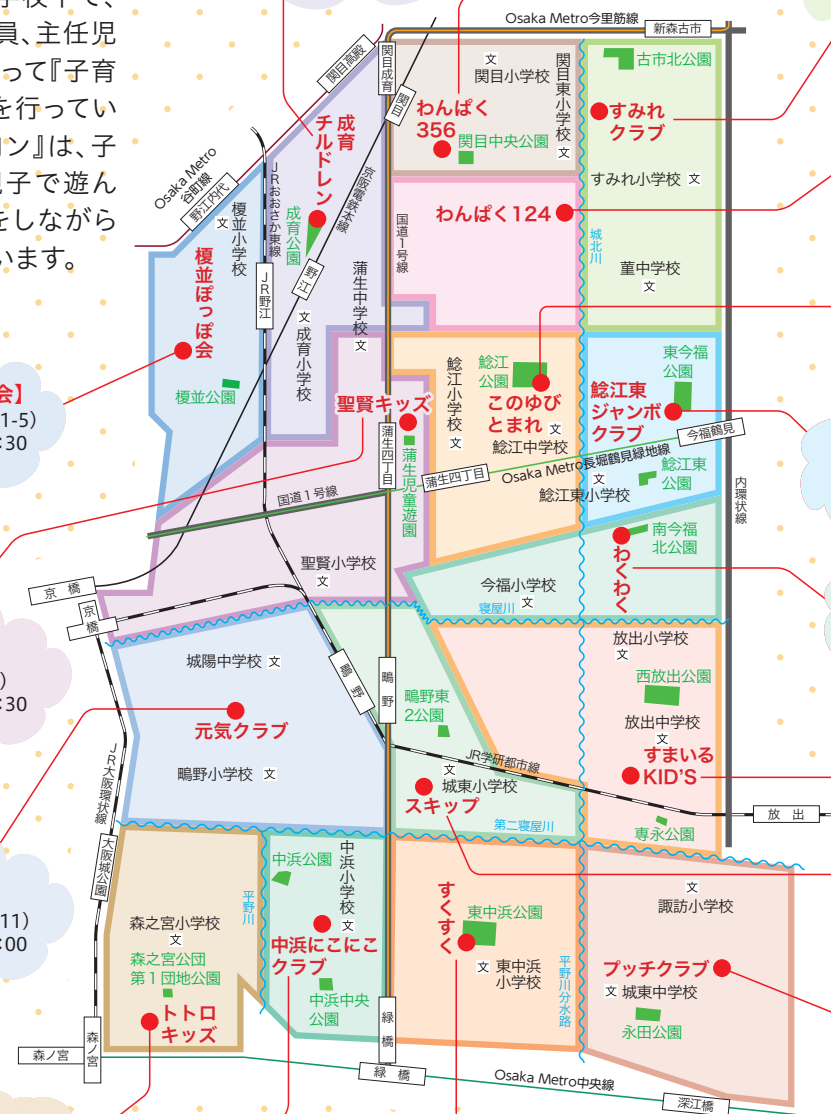 学校中で、
員、主任児
って『子育
を行ってい
ン』は、子
見子で遊ん
をしながら
います。
会】
1-5）
:30
）
:30
11）
:00
Osaka Metro今里筋線
新森古市
関目高殿
関目成育
関目
文
関目小学校
関目東小学校
文
古市北公園
わんぱく
356
関目中央公園
すみれ
クラブ
すみれ小学校 文
成育
チルドレン
京阪電鉄本線
Osaka Metro
谷町線
野江内代
JRおおさか東線
文
榎並小学校
成育公園
野江
国道1号線
わんぱく124
城北川
菫中学校
文
榎並ぽっぽ会
JR野江
蒲生中学校
文
文
成育小学校
榎並公園
聖賢キッズ
蒲生四丁目
蒲生児童遊園
鯰江小学校
文
鯰江
公園
このゆび
とまれ
文
鯰江中学校
東今福
公園
鯰江東
ジャンボ
クラブ
今福鶴見
Osaka Metro長堀鶴見緑地線
蒲生四丁目
鯰江東
公園
文
鯰江東小学校
内環状線
国道1号線
南今福
北公園
わくわく
聖賢小学校
文
今福小学校
文
寝屋川
京橋
京橋
城陽中学校 文
元気クラブ
鴫野小学校 文
鴫野
鴫野
鴫野東
2公園
放出小学校
文
西放出公園
放出中学校
文
すまいる
KID'S
JR学研都市線
文
城東小学校
スキップ
第二寝屋川
専永公園
放出
JR大阪環状線
大阪城公園
中浜公園
平野川
中浜小学校
文
森之宮小学校
文
森之宮公団
第1団地公園
トトロ
キッズ
中浜にこにこ
クラブ
中浜中央
公園
すくすく
東中浜公園
文 東中浜
小学校
平野川分水路
文
諏訪小学校
プッチクラブ
文 城東中学校
永田公園
緑橋
森ノ宮
森ノ宮
緑橋
Osaka Metro中央線
深江橋